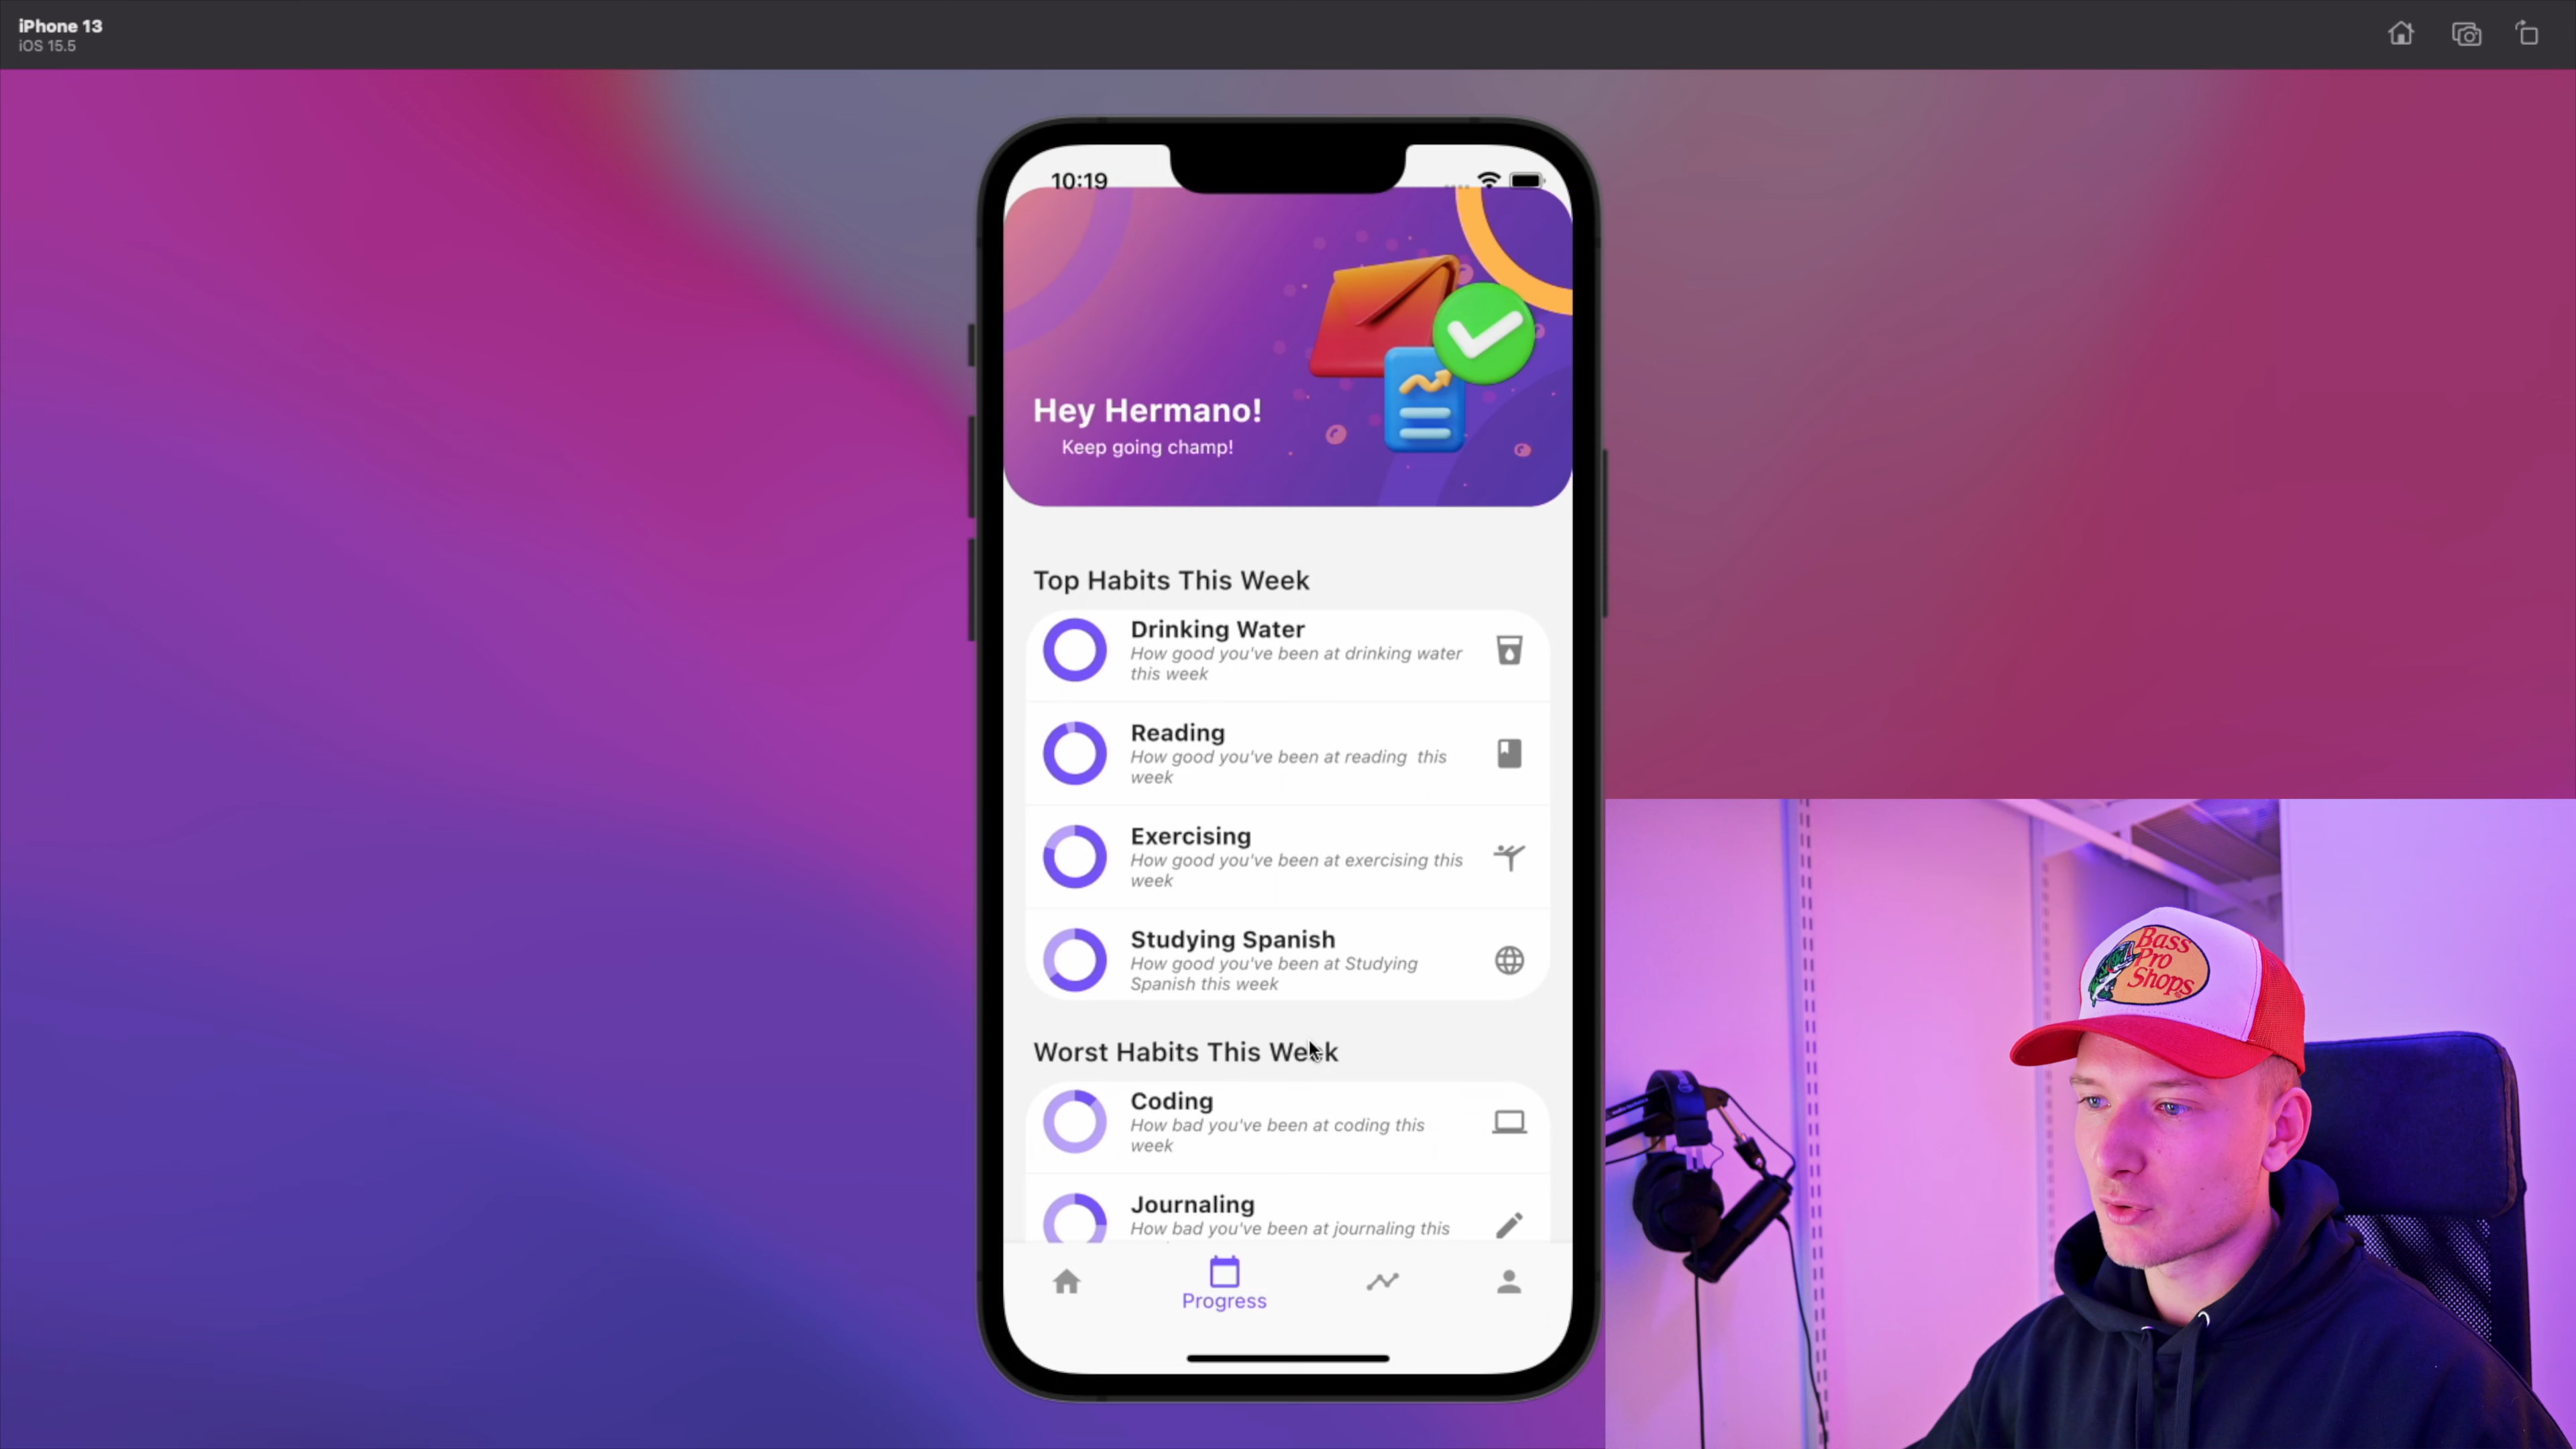 iPhone 13
iOS 15.5
10:19
Hey Hermano!
Keep going champ!
Top Habits This Week
Drinking Water
How good you've been at drinking water
this week
Reading
How good you've been at reading  this
week
Exercising
How good you've been at exercising this
week
Studying Spanish
How good you've been at Studying
Spanish this week
Worst Habits This Week
Coding
How bad you've been at coding this
week
Journaling
How bad you've been at journaling this
Progress
Bass
Pro
Shops